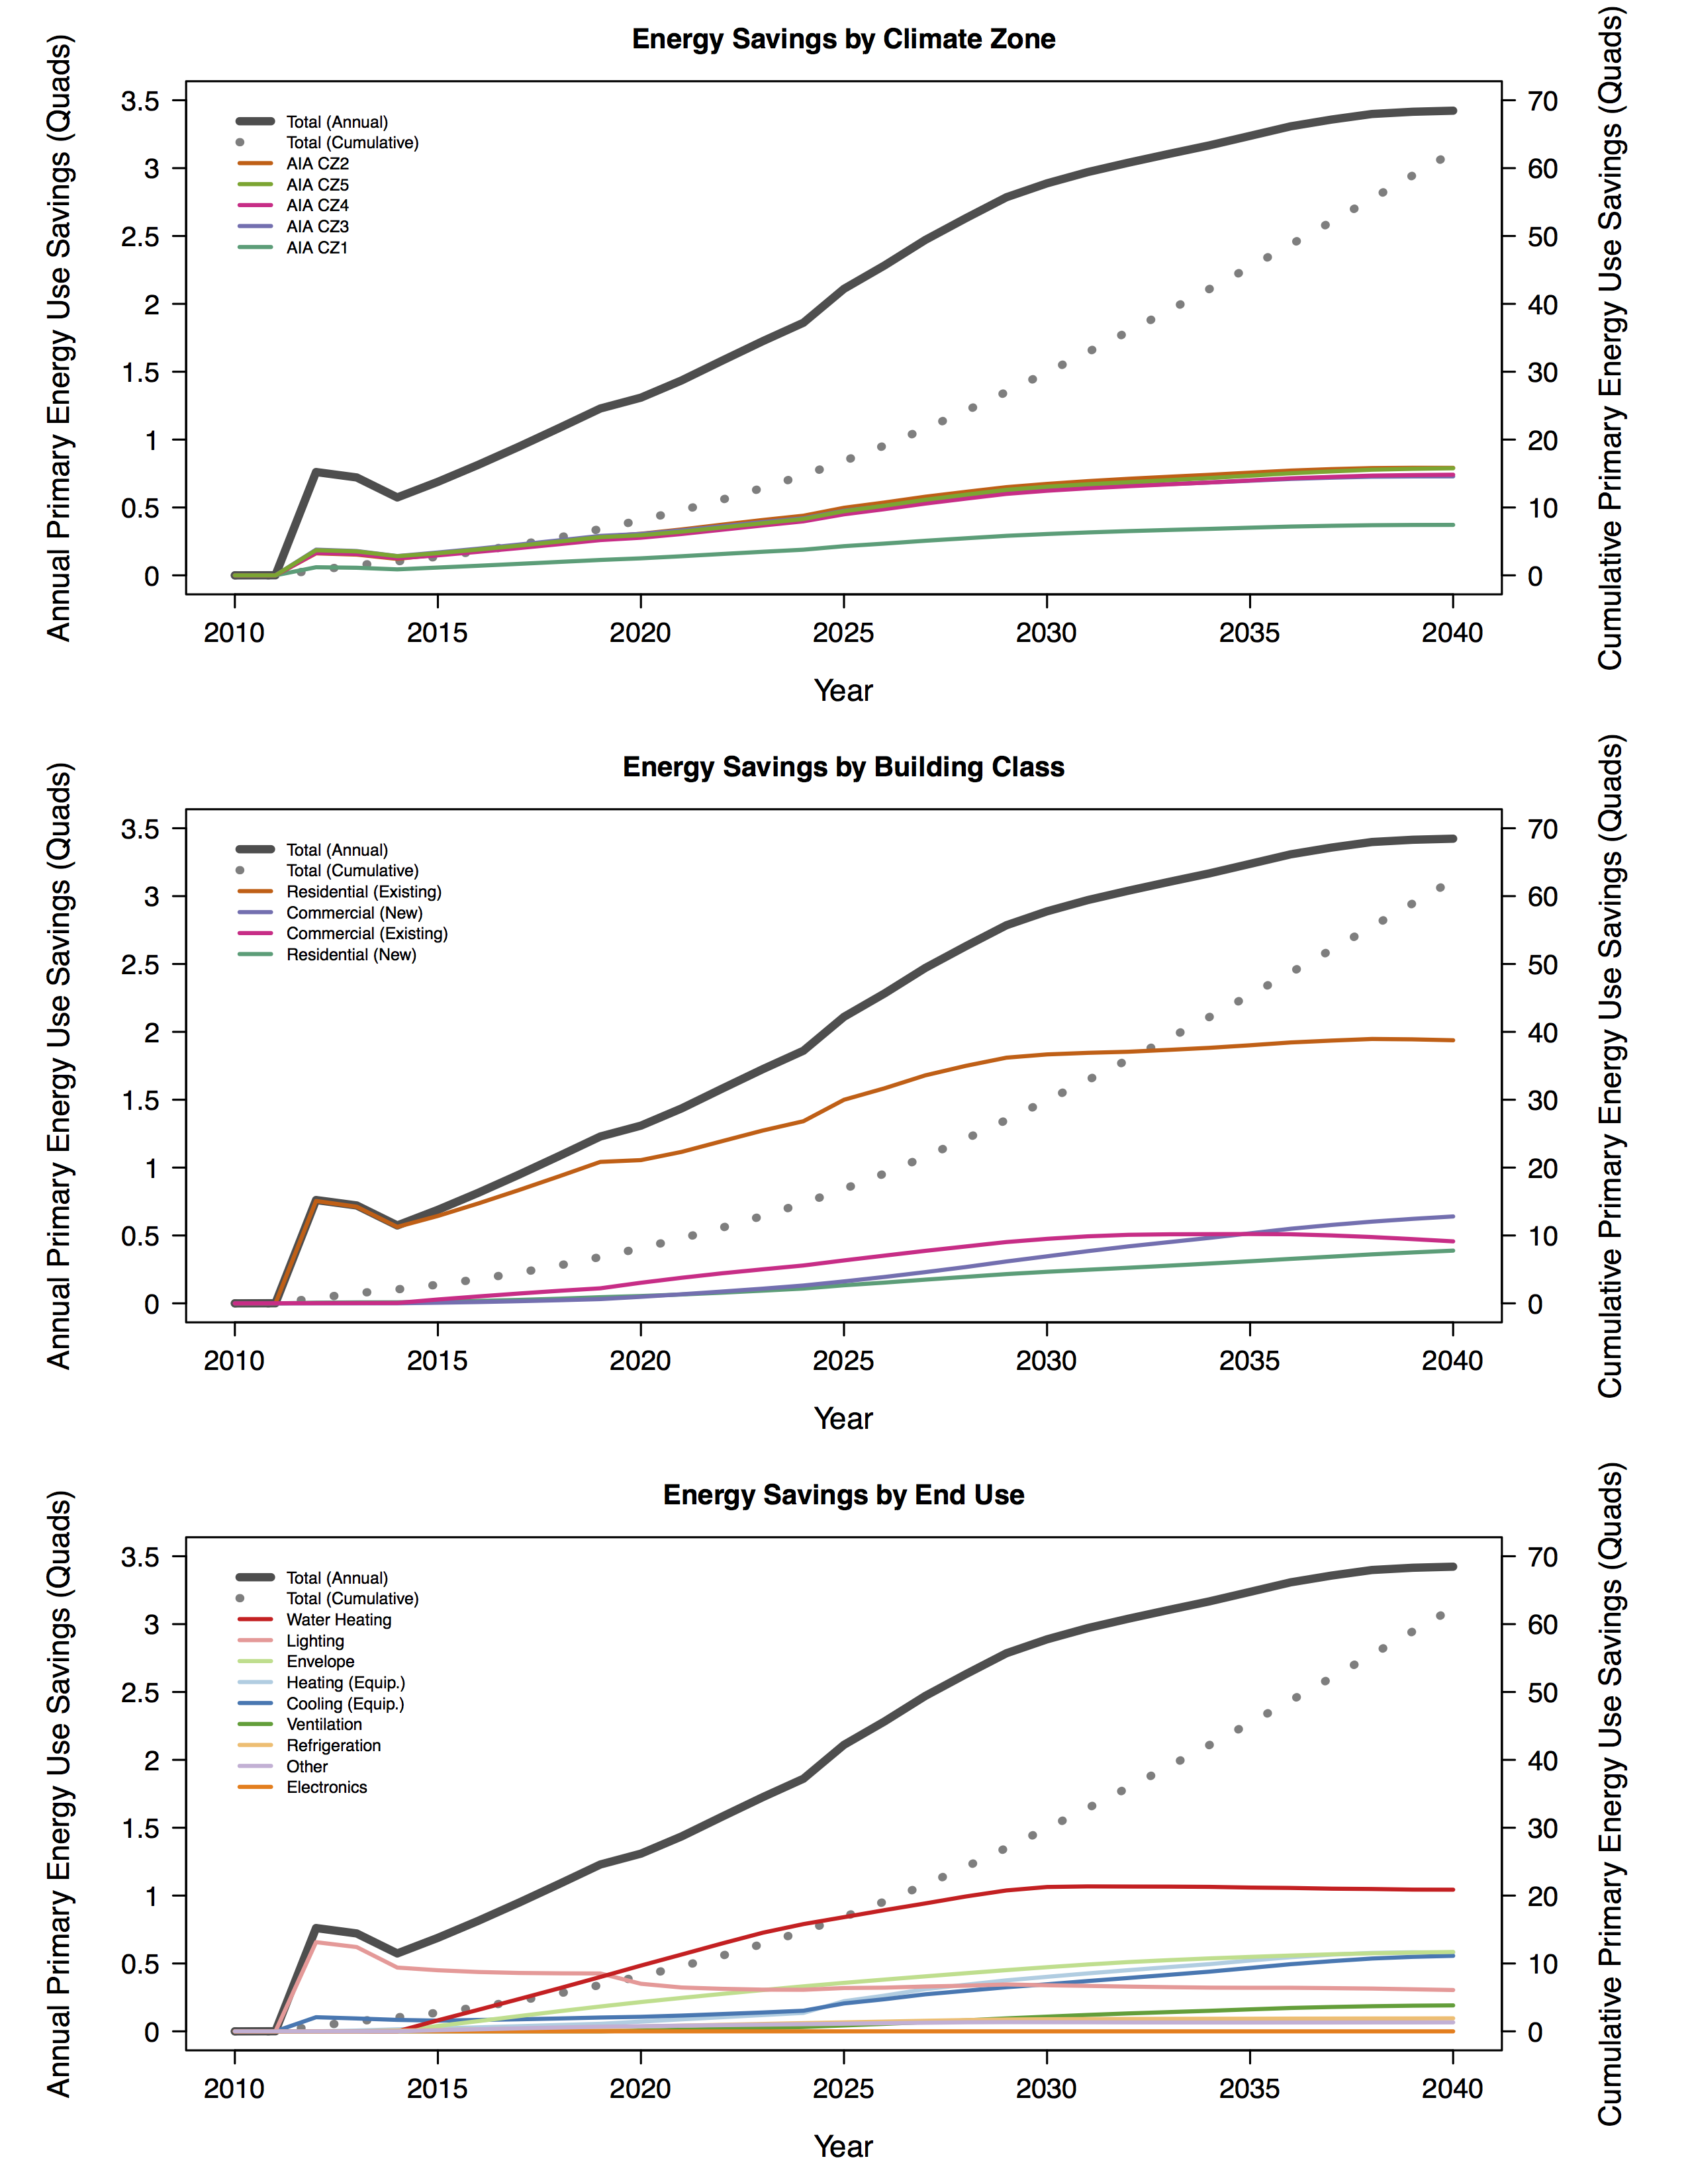 Energy Savings by Climate Zone
Annual Primary Energy Use Savings (Quads)
3.5
3
2.5
2
1.5
1
0.5
0
Total (Annual)
Total (Cumulative)
AIA CZ2
AIA CZ5
AIA CZ4
AIA CZ3
AIA CZ1
70
60
50
40
30
20
10
0
Cumulative Primary Energy Use Savings (Quads)
2010 2015 2020 2025 2030 2035 2040
Year
Energy Savings by Building Class
Annual Primary Energy Use Savings (Quads)
3.5
3
2.5
2
1.5
1
0.5
0
Total (Annual)
Total (Cumulative)
Residential (Existing)
Commercial (New)
Commercial (Existing)
Residential (New)
70
60
50
40
30
20
10
0
Cumulative Primary Energy Use Savings (Quads)
2010 2015 2020 2025 2030 2035 2040
Year
Energy Savings by End Use
Annual Primary Energy Use Savings (Quads)
3.5
3
2.5
2
1.5
1
0.5
0
Total (Annual)
Total (Cumulative)
Water Heating
Lighting
Envelope
Heating (Equip.)
Cooling (Equip.)
Ventilation
Refrigeration
Other
Electronics
70
60
50
40
30
20
10
0
Cumulative Primary Energy Use Savings (Quads)
2010 2015 2020 2025 2030 2035 2040
Year